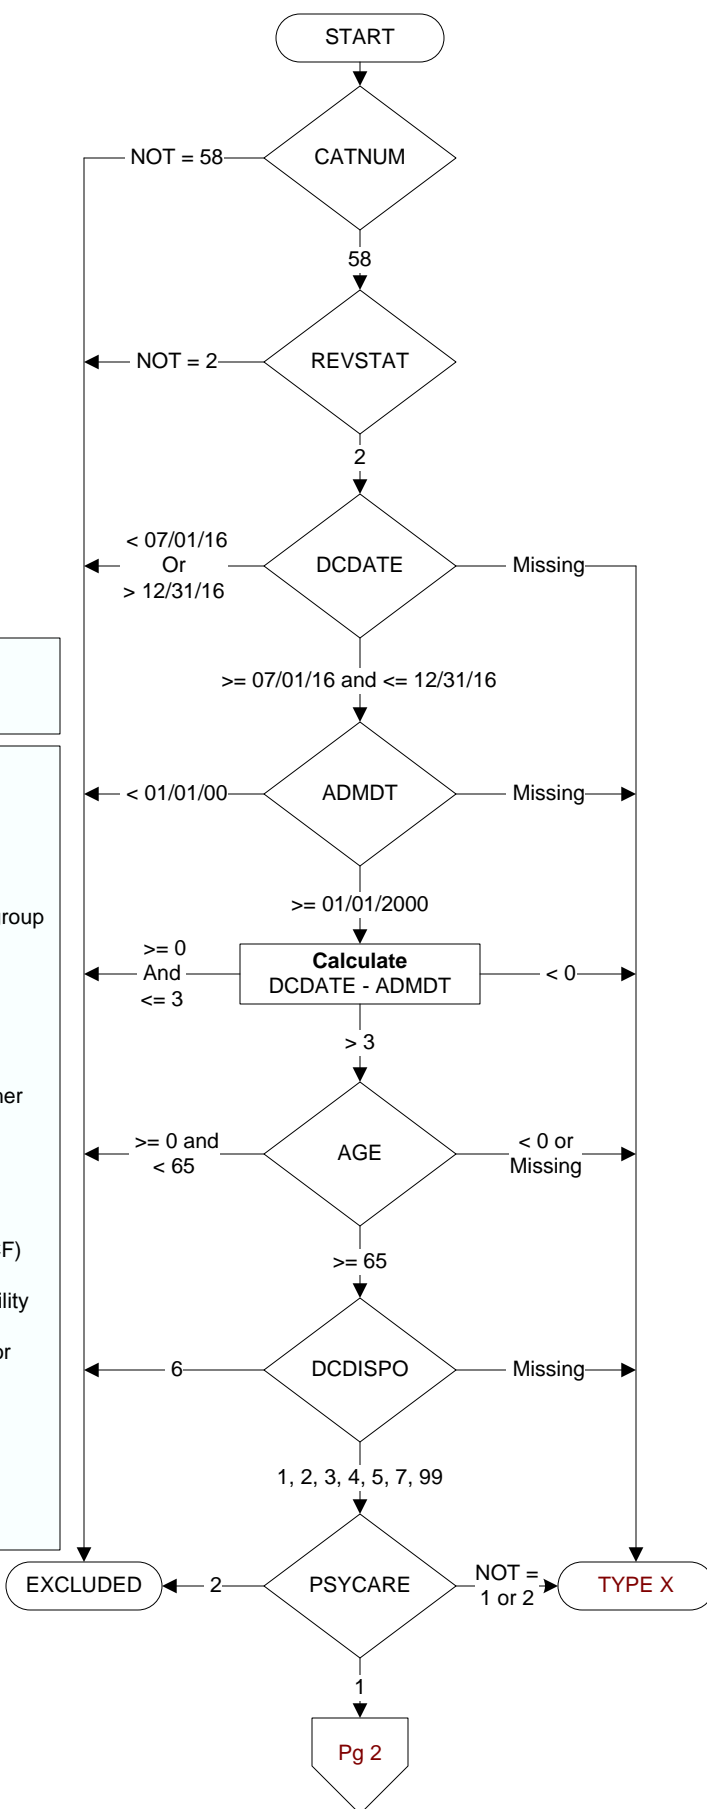 START
CATNUM
NOT = 58
58
REVSTAT
NOT = 2
2
DCDATE
< 07/01/16
Or
> 12/31/16
Missing
>= 07/01/16 and <= 12/31/16
ADMDT
< 01/01/00
Missing
>= 01/01/2000
group
Calculate
DCDATE - ADMDT
>= 0
And
<= 3
< 0
> 3
AGE
>= 0 and
< 65
< 0 or
Missing
>= 65
DCDISPO
6
Missing
1, 2, 3, 4, 5, 7, 99
PSYCARE
2
NOT =
1 or 2
EXCLUDED
TYPE X
1
Pg 2